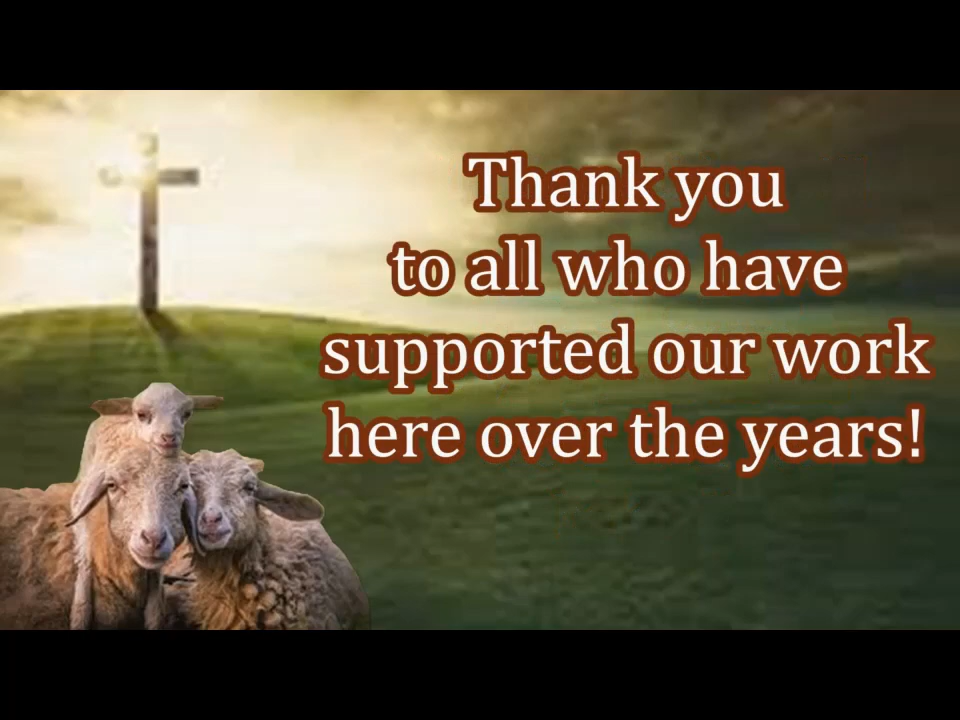 Thank you
to all who have
supported our work
here over the years!